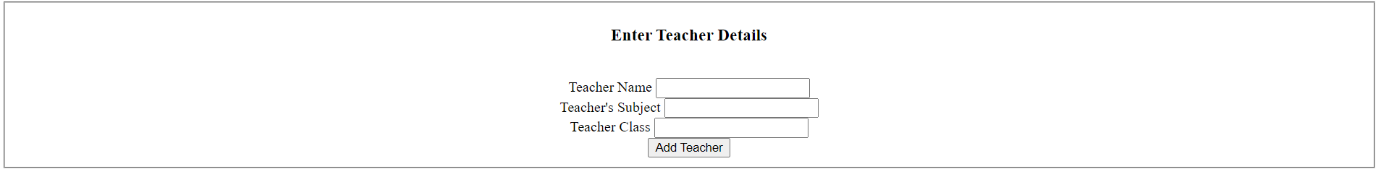 Enter Teacher Details
Teacher Name
Teacher's Subject
Teacher Class
Add Teacher